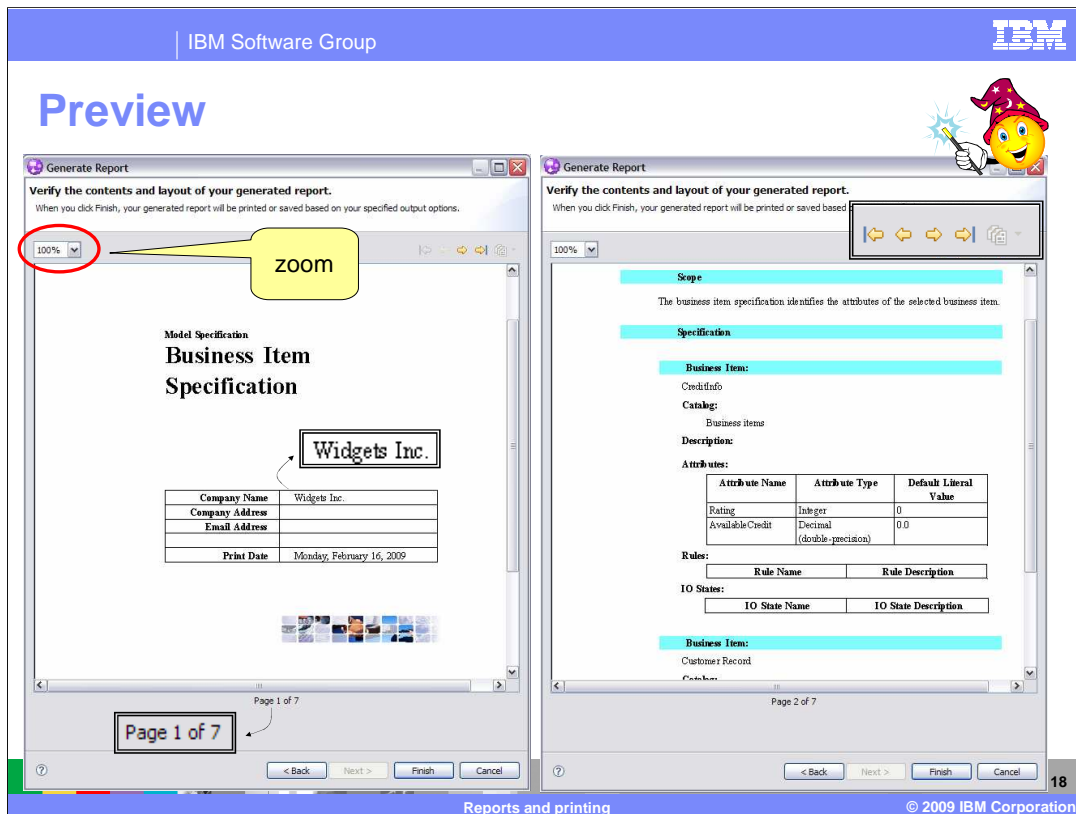 IBM Software Group
IBM
Preview
Generate Report
Verify the contents and layout of your generated report.
When you click Finish, your generated report will be printed or saved based on your specified output options.
100%
zoom
Model Specification
Business Item
Specification
Widgets Inc.
Company Name Widgets Inc.
Company Address
Email Address
Print Date Monday, February 16, 2009
Page 1 of 7
Page 1 of 7
< Back Next > Finish Cancel
Generate Report
Verify the contents and layout of your generated report.
When you click Finish, your generated report will be printed or saved based
100%
Scope
The business item specification identifies the attributes of the selected business item.
Specification
Business Item:
CreditInfo
Catalog:
Business items
Description:
Attributes:
Attribute Name Attribute Type Default Literal Value
Rating Integer 0
AvailableCredit Decimal (double-precision) 0.0
Rules:
Rule Name Rule Description
IO States:
IO State Name IO State Description
Business Item:
Customer Record
Catalog:
Page 2 of 7
< Back Next > Finish Cancel
18
Reports and printing
© 2009 IBM Corporation